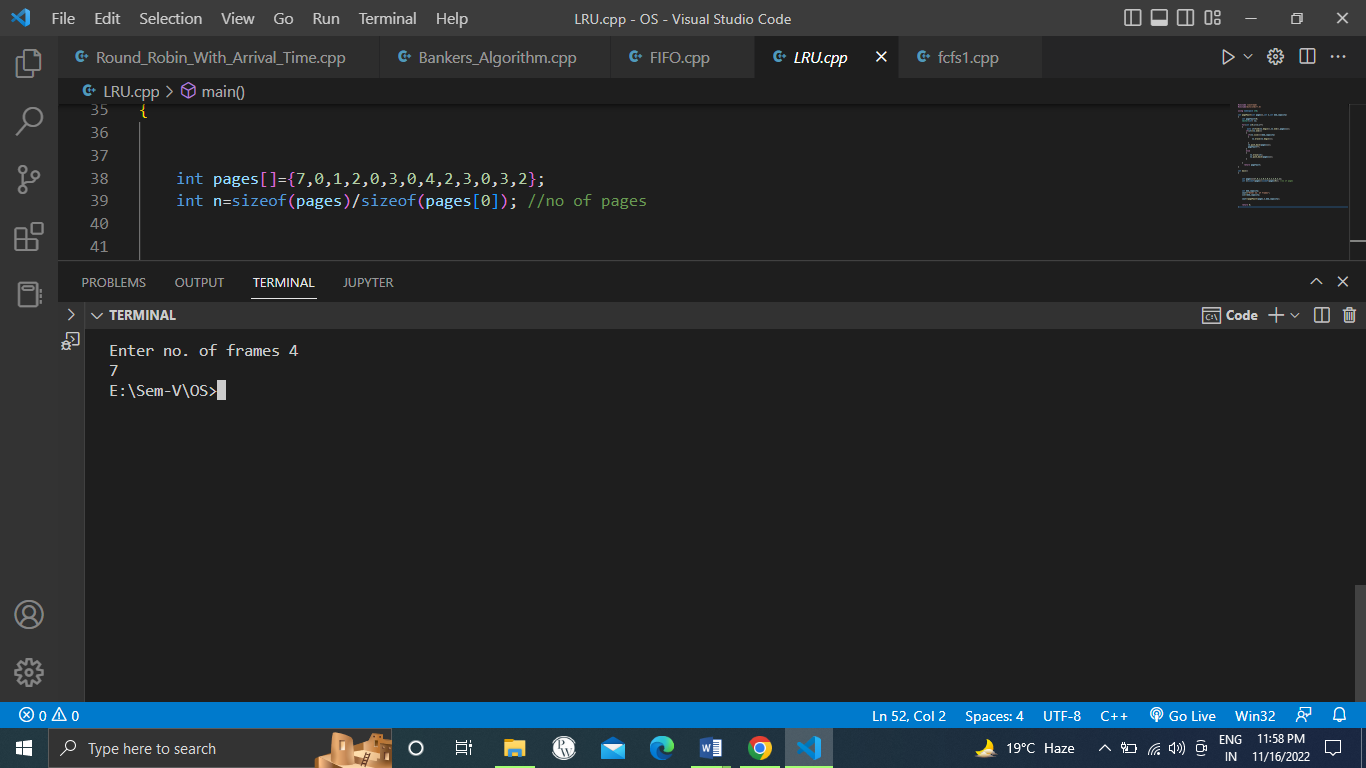 File Edit Selection View Go Run Terminal Help LRU.cpp - OS - Visual Studio Code
Round_Robin_With_Arrival_Time.cpp Bankers_Algorithm.cpp FIFO.cpp LRU.cpp fcfs1.cpp
LRU.cpp > main()
35 {
36
37
38 int pages[]={7,0,1,2,0,3,0,4,2,3,0,3,2};
39 int n=sizeof(pages)/sizeof(pages[0]); //no of pages
40
41
PROBLEMS OUTPUT TERMINAL JUPYTER
TERMINAL Code
Enter no. of frames 4
7
E:\Sem-V\OS>
0 0 Ln 52, Col 2 Spaces: 4 UTF-8 C++ Go Live Win32
Type here to search 19°C Haze ENG 11:58 PM
IN 11/16/2022